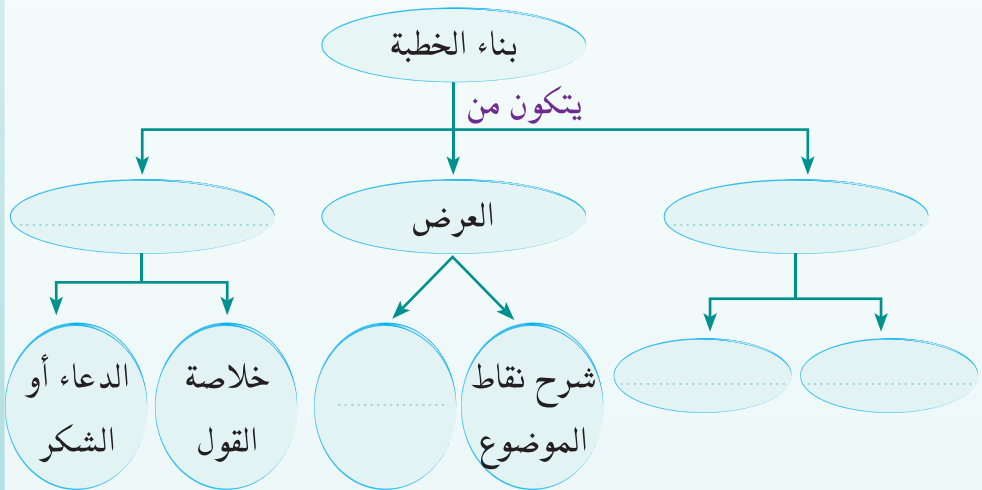 بناء الخطبة
يتكون من
العرض
شرح نقاط
الموضوع
خلاصة
القول
الدعاء أو
الشكر